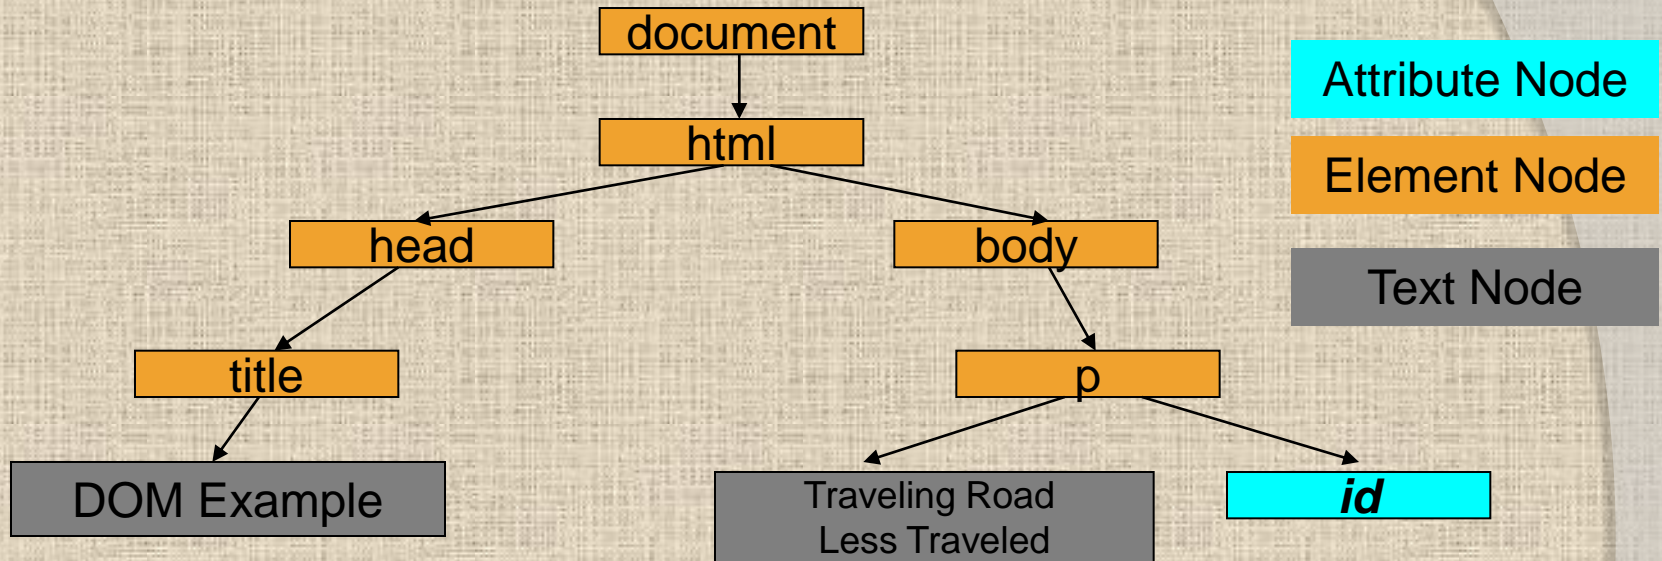 document
html
head
body
title
p
DOM Example
Traveling Road
Less Traveled
id
Attribute Node
Element Node
Text Node